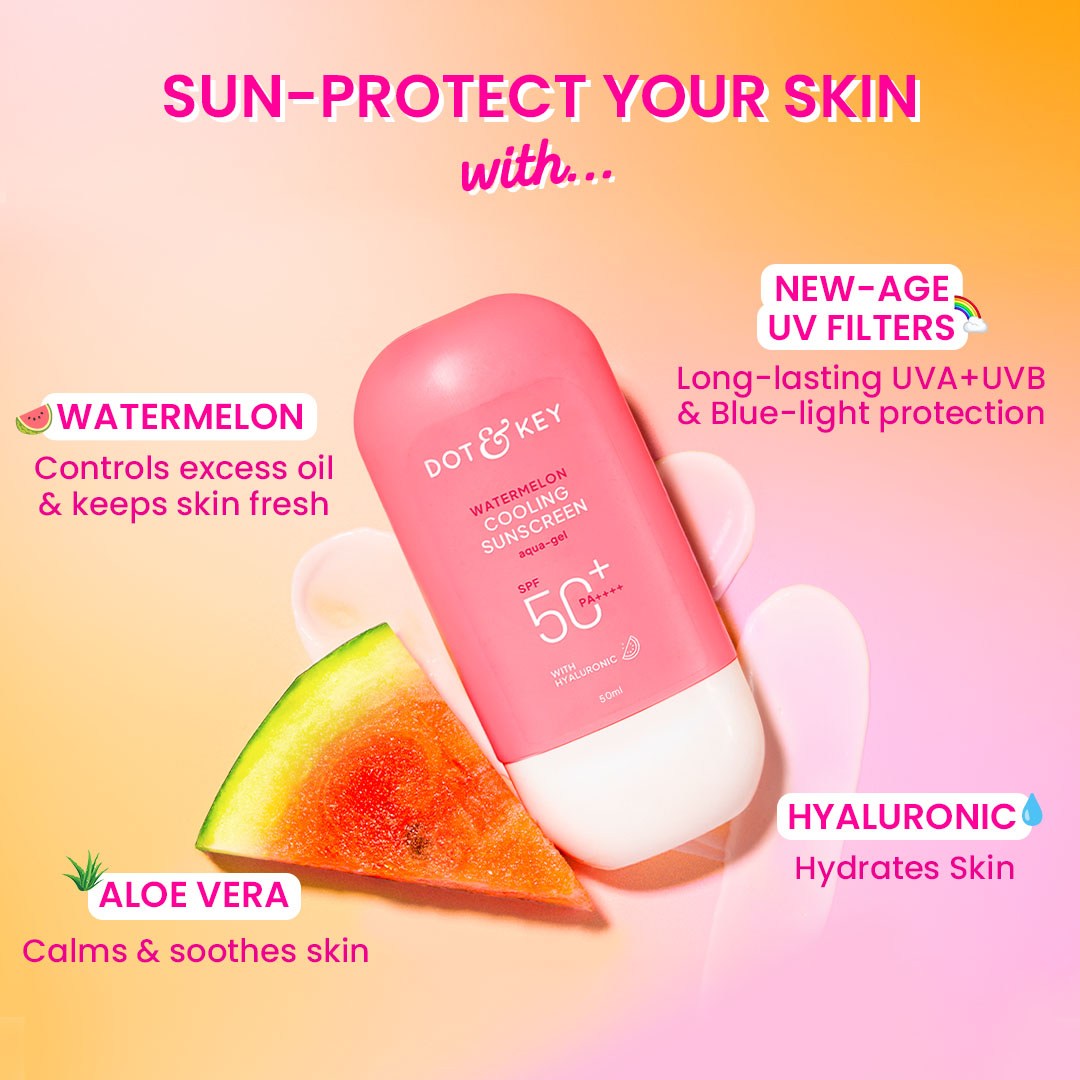 SUN-PROTECT YOUR SKIN
with...
NEW-AGE
UV FILTERS
Long-lasting UVA+UVB
& Blue-light protection
WATERMELON
Controls excess oil
& keeps skin fresh
DOT & KEY
WATERMELON
COOLING
SUNSCREEN
aqua-gel
SPF
50+
PA++++
WITH
HYALURONIC
50ml
HYALURONIC
Hydrates Skin
ALOE VERA
Calms & soothes skin